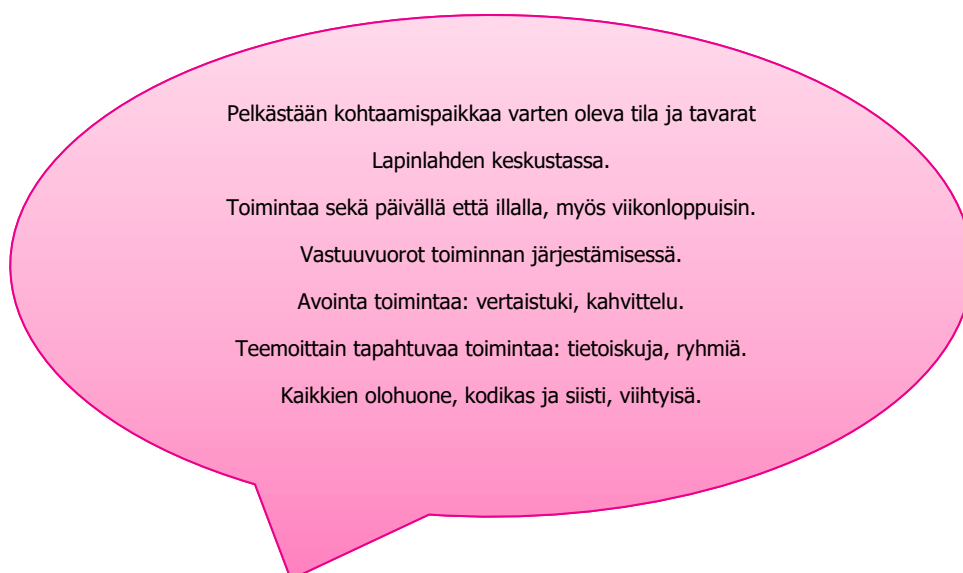 Pelkästään kohtaamispaikkaa varten oleva tila ja tavarat
Lapinlahden keskustassa.
Toimintaa sekä päivällä että illalla, myös viikonloppuisin.
Vastuuvuorot toiminnan järjestämisessä.
Avointa toimintaa: vertaistuki, kahvittelu.
Teemoittain tapahtuvaa toimintaa: tietoiskuja, ryhmiä.
Kaikkien olohuone, kodikas ja siisti, viihtyisä.